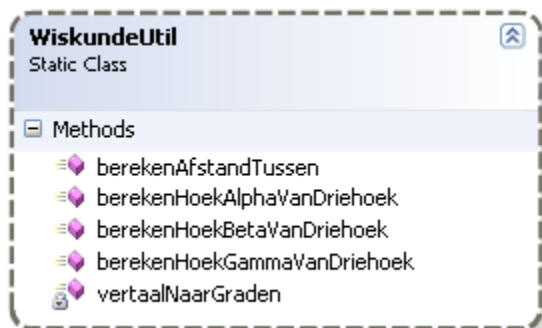 WiskundeUtil
Static Class
Methods
berekenAfstandTussen
berekenHoekAlphaVanDriehoek
berekenHoekBetaVanDriehoek
berekenHoekGammaVanDriehoek
vertaalNaarGraden